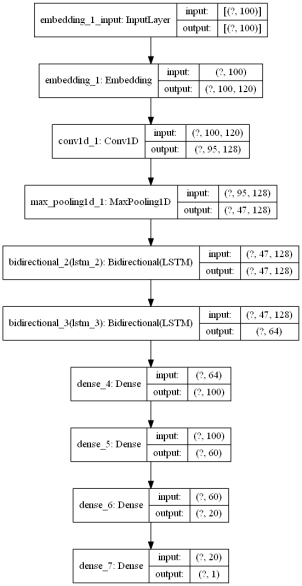 embedding_1_input: InputLayer
input: [(?, 100)]
output: [(?, 100)]
embedding_1: Embedding
input: (?, 100)
output: (?, 100, 120)
conv1d_1: Conv1D
input: (?, 100, 120)
output: (?, 95, 128)
max_pooling1d_1: MaxPooling1D
input: (?, 95, 128)
output: (?, 47, 128)
bidirectional_2(lstm_2): Bidirectional(LSTM)
input: (?, 47, 128)
output: (?, 47, 128)
bidirectional_3(lstm_3): Bidirectional(LSTM)
input: (?, 47, 128)
output: (?, 64)
dense_4: Dense
input: (?, 64)
output: (?, 100)
dense_5: Dense
input: (?, 100)
output: (?, 60)
dense_6: Dense
input: (?, 60)
output: (?, 20)
dense_7: Dense
input: (?, 20)
output: (?, 1)